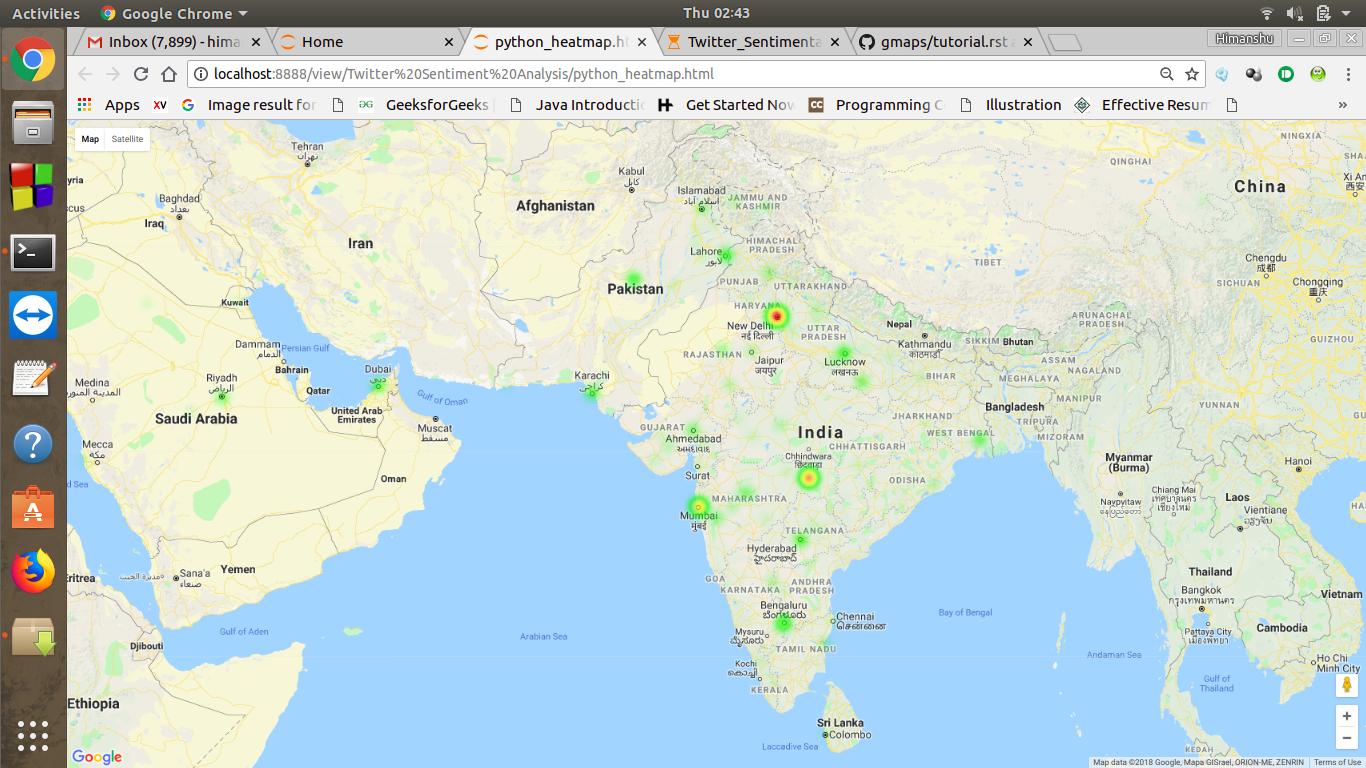 Activities
Google Chrome
Thu 02:43
Inbox (7,899) - hima
Home
python_heatmap.h
Twitter_Sentimenta
gmaps/tutorial.rst
Himanshu
localhost:8888/view/Twitter%20Sentiment%20Analysis/python_heatmap.html
Apps
XV
G
Image result for
GeeksforGeeks
Java Introductic
Get Started Now
CC
Programming C
Illustration
Effective Resum
»
Map
Satellite
NINGXIA
Tehran
تهران
QINGHAI
Kabul
کابل
yria
Islamabad
اسلام آباد
China
Xi An
西安
Baghdad
بغداد
JAMMU AND
KASHMIR
Afghanistan
scus
Iraq
Iran
HIMACHAL
PRADESH
Lahore
لاہور
TIBET
Chengdu
成都
PUNJAB
UTTARAKHAND
SICHUAN
Chongqing
重庆
Pakistan
Kuwait
HARYANA
New Delhi
नई दिल्ली
UTTAR
PRADESH
Nepal
ARUNACHAL
PRADESH
Kathmandu
काठमाडौं
SIKKIM
Bhutan
GUIZHOU
Dammam
الدمام
Persian Gulf
RAJASTHAN
Jaipur
जयपुर
Lucknow
लखनऊ
ASSAM
NAGALAND
BIHAR
MEGHALAYA
Bahrain
Dubai
دبي
Karachi
کراچی
Riyadh
الرياض
Medina
Qatar
Gulf of Oman
MANIPUR
YUNNAN
Bangladesh
Saudi Arabia
United Arab
Emirates
Muscat
مسقط
JHARKHAND
TRIPURA
MIZORAM
GUJARAT
Ahmedabad
અમદાવાદ
India
WEST BENGAL
CHHATTISGARH
Mecca
مكة
Chhindwara
छिंदवाड़ा
Myanmar
(Burma)
Hanoi
Oman
Surat
ODISHA
d Sea
MAHARASHTRA
Naypyitaw
Chiang Mai
Laos
Mumbai
मुंबई
Vientiane
TELANGANA
Hyderabad
Eritrea
Sana'a
صنعاء
Yemen
GOA
KARNATAKA
ANDHRA
PRADESH
Thailand
Bangkok
Vietnam
Bengaluru
ಬೆಂಗಳೂರು
Chennai
சென்னை
Bay of Bengal
Gulf of Aden
Arabian Sea
Mysuru
ಮೈಸೂರು
Pattaya City
Cambodia
Djibouti
TAMIL NADU
Andaman Sea
Kochi
Ho Chi
Minh City
Gulf of
Thailand
KERALA
Ethiopia
Sri Lanka
Colombo
Laccadive Sea
+
−
KEDAH
Google
Map data ©2018 Google, Mapa GISrael, ORION-ME, ZENRIN
Terms of Use